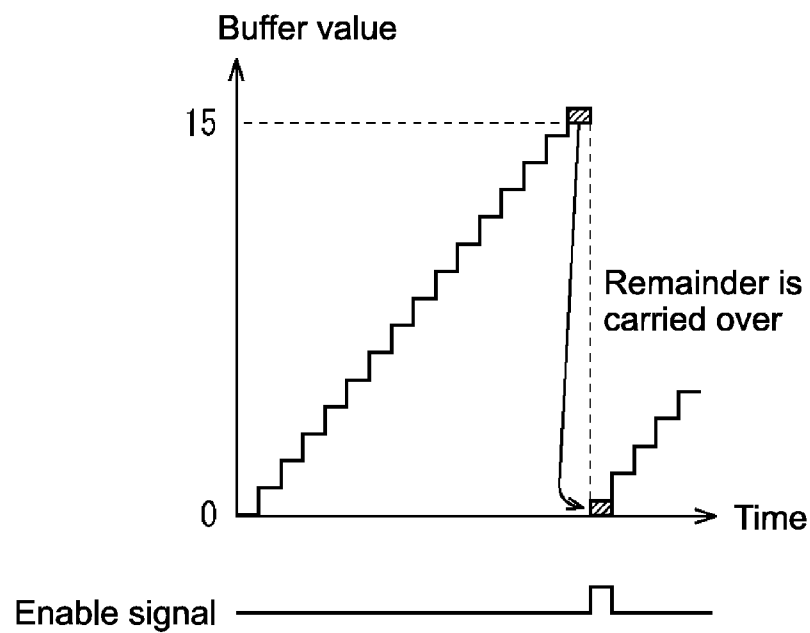 Buffer value
15
Remainder is
carried over
0
Time
Enable signal